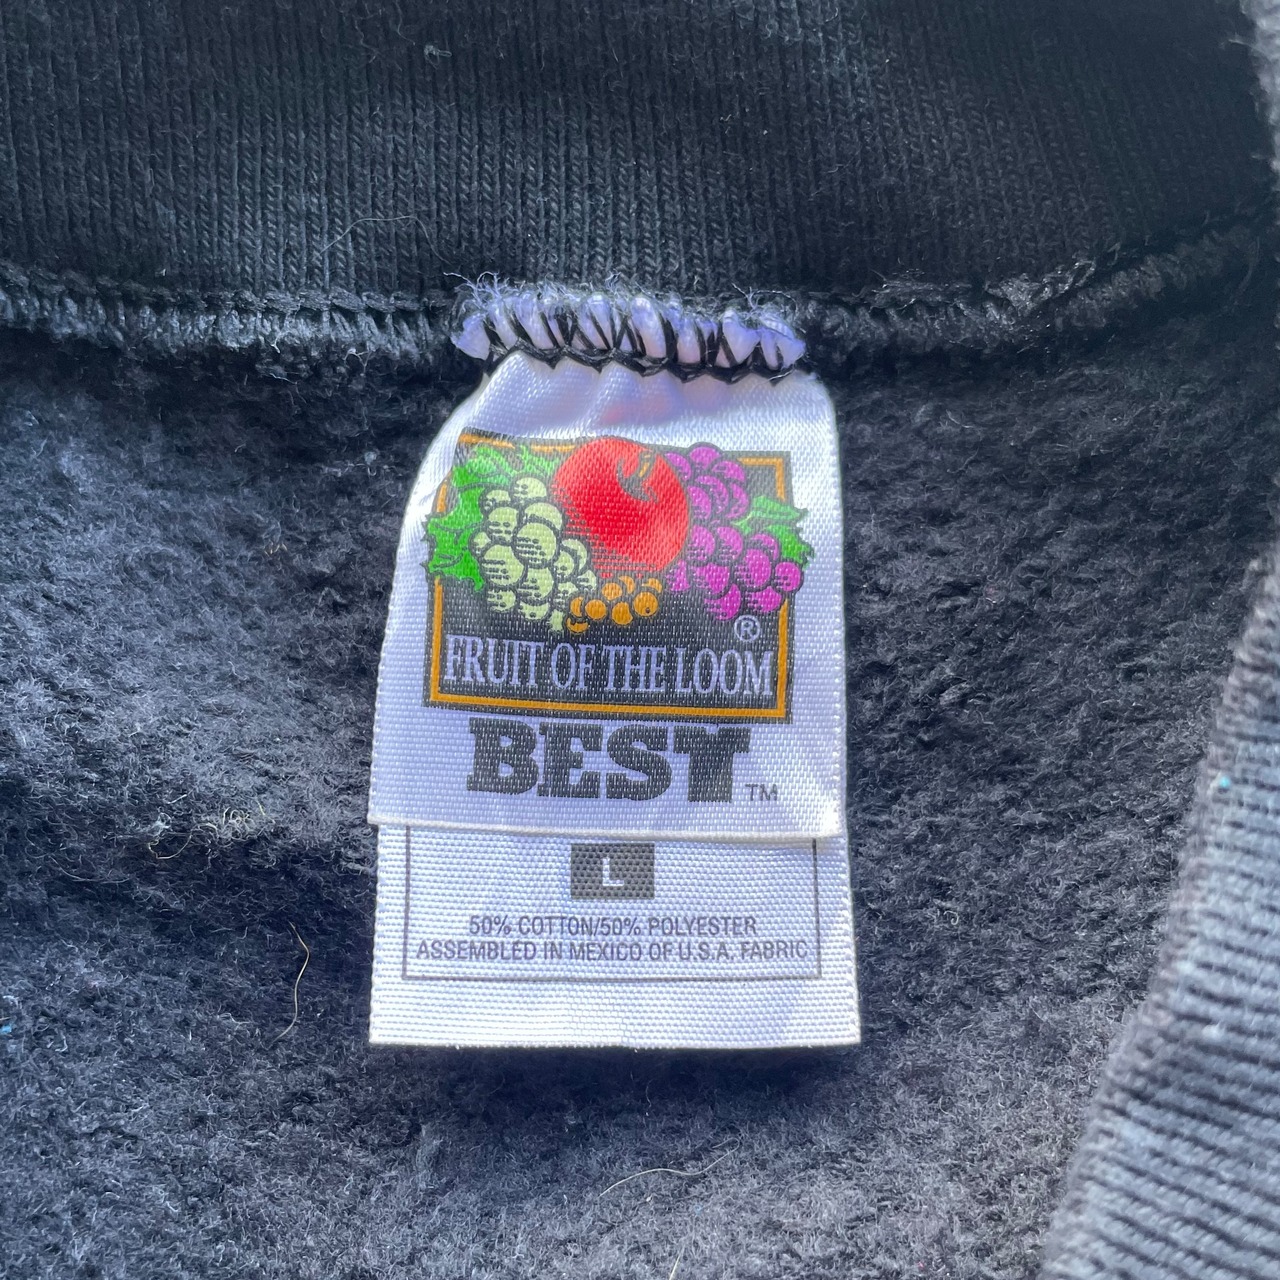 ®
FRUIT OF THE LOOM
BEST™
L
50% COTTON/50% POLYESTER
ASSEMBLED IN MEXICO OF U.S.A. FABRIC